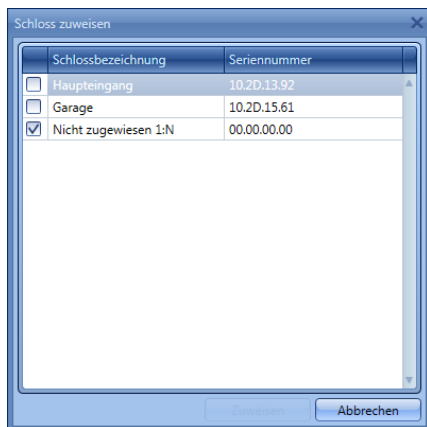 Schloss zuweisen
Schlossbezeichnung Seriennummer
Haupteingang 10.2D.13.92
Garage 10.2D.15.61
Nicht zugewiesen 1:N 00.00.00.00
Zuweisen Abbrechen